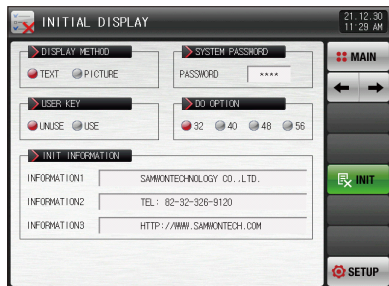 INITIAL DISPLAY
21.12.30
11:29 AM
DISPLAY METHOD
TEXT PICTURE
SYSTEM PASSWORD
PASSWORD ****
USER KEY
UNUSE USE
DO OPTION
32 40 48 56
INIT INFORMATION
INFORMATION1 SAMWONTECHNOLOGY CO..LTD.
INFORMATION2 TEL: 82-32-326-9120
INFORMATION3 HTTP://WWW.SAMWONTECH.COM
MAIN
INIT
SETUP